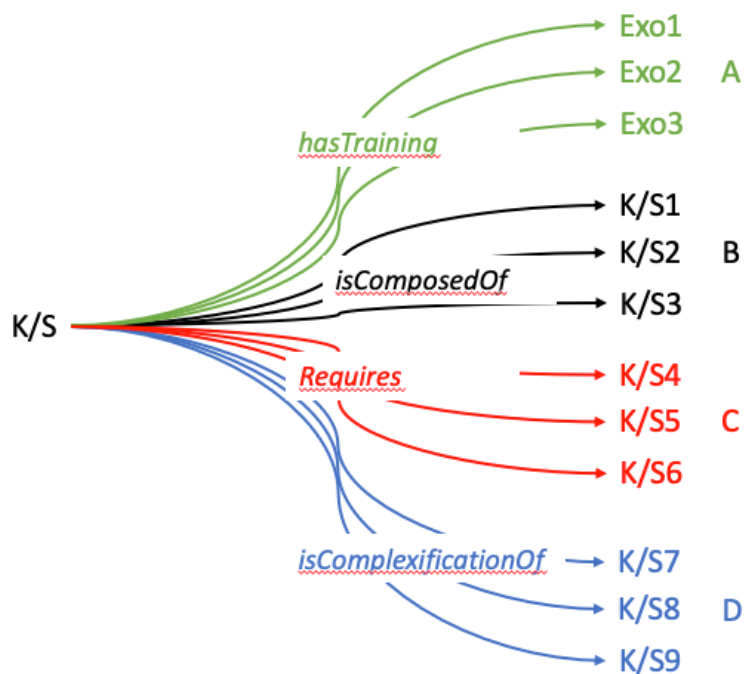 Exo1
Exo2 A
Exo3
hasTraining
K/S1
K/S2 B
isComposedOf
K/S3
K/S
Requires
K/S4
K/S5 C
K/S6
isComplexificationOf
K/S7
K/S8 D
K/S9